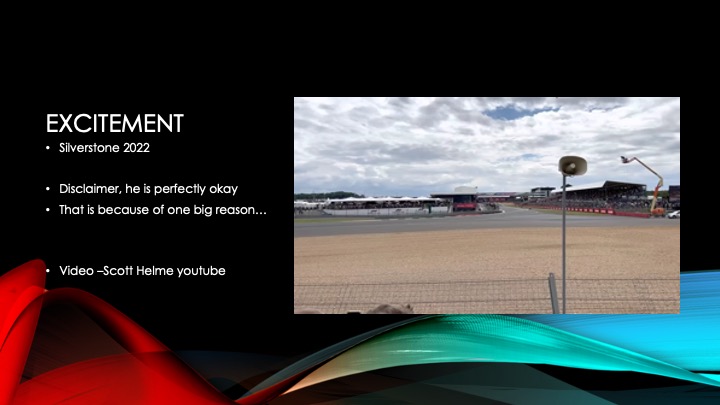 EXCITEMENT
• Silverstone 2022
• Disclaimer, he is perfectly okay
• That is because of one big reason…
• Video –Scott Helme youtube